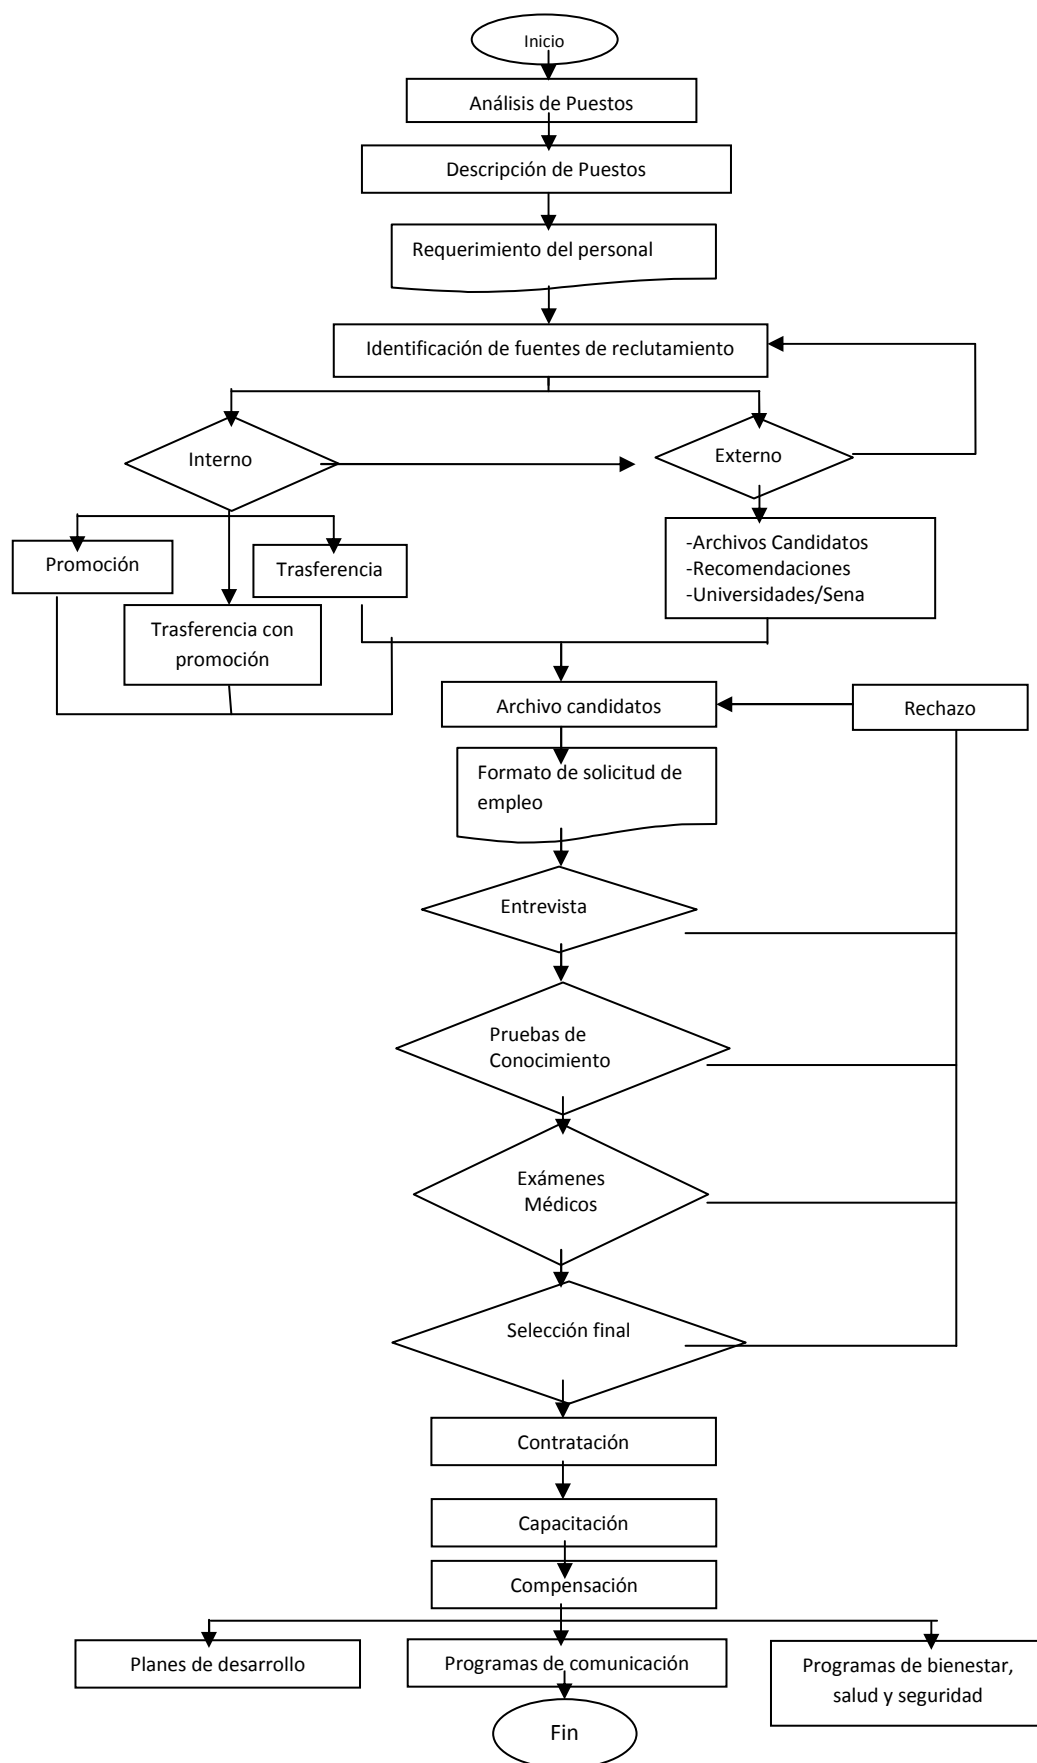 Inicio
Análisis de Puestos
Descripción de Puestos
Requerimiento del personal
Identificación de fuentes de reclutamiento
Interno
Externo
Promoción
Trasferencia
Trasferencia con
promoción
-Archivos Candidatos
-Recomendaciones
-Universidades/Sena
Archivo candidatos
Rechazo
Formato de solicitud de
empleo
Entrevista
Pruebas de
Conocimiento
Exámenes
Médicos
Selección final
Contratación
Capacitación
Compensación
Planes de desarrollo
Programas de comunicación
Programas de bienestar,
salud y seguridad
Fin